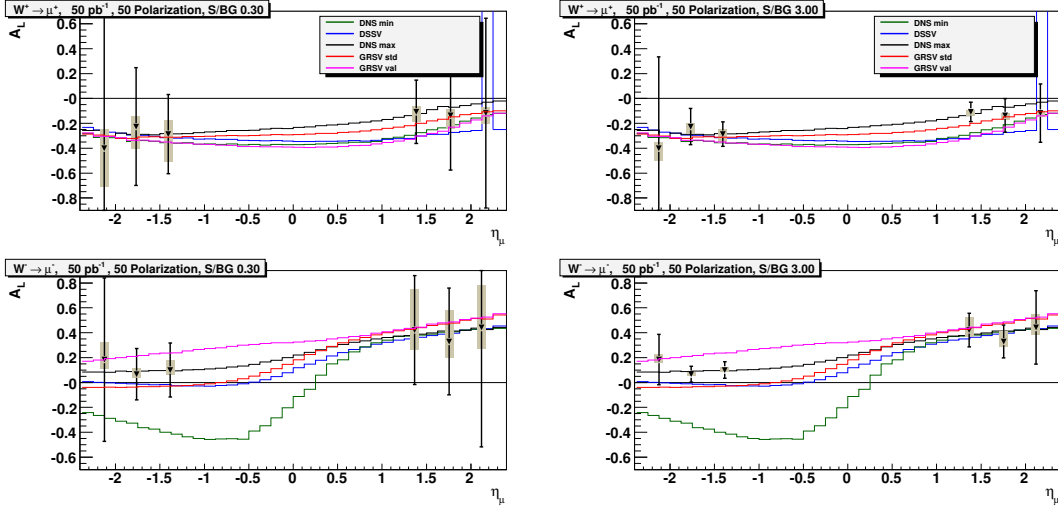 W⁺ → μ⁺, 50 pb⁻¹, 50 Polarization, S/BG 0.30
A_L
DNS min
DSSV
DNS max
GRSV std
GRSV val
0.6
0.4
0.2
-0
-0.2
-0.4
-0.6
-0.8
-2 -1.5 -1 -0.5 0 0.5 1 1.5 2
η_μ
W⁺ → μ⁺, 50 pb⁻¹, 50 Polarization, S/BG 3.00
A_L
DNS min
DSSV
DNS max
GRSV std
GRSV val
0.6
0.4
0.2
-0
-0.2
-0.4
-0.6
-0.8
-2 -1.5 -1 -0.5 0 0.5 1 1.5 2
η_μ
W⁻ → μ⁻, 50 pb⁻¹, 50 Polarization, S/BG 0.30
A_L
0.8
0.6
0.4
0.2
-0
-0.2
-0.4
-0.6
-2 -1.5 -1 -0.5 0 0.5 1 1.5 2
η_μ
W⁻ → μ⁻, 50 pb⁻¹, 50 Polarization, S/BG 3.00
A_L
0.8
0.6
0.4
0.2
-0
-0.2
-0.4
-0.6
-2 -1.5 -1 -0.5 0 0.5 1 1.5 2
η_μ